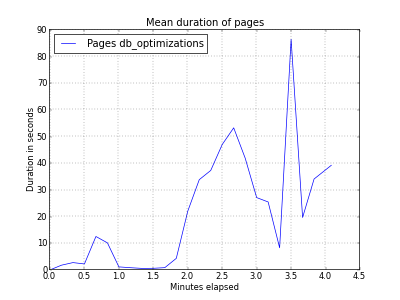 Mean duration of pages
90
80
70
60
50
40
30
20
10
0
Duration in seconds
Pages db_optimizations
0.0 0.5 1.0 1.5 2.0 2.5 3.0 3.5 4.0 4.5
Minutes elapsed